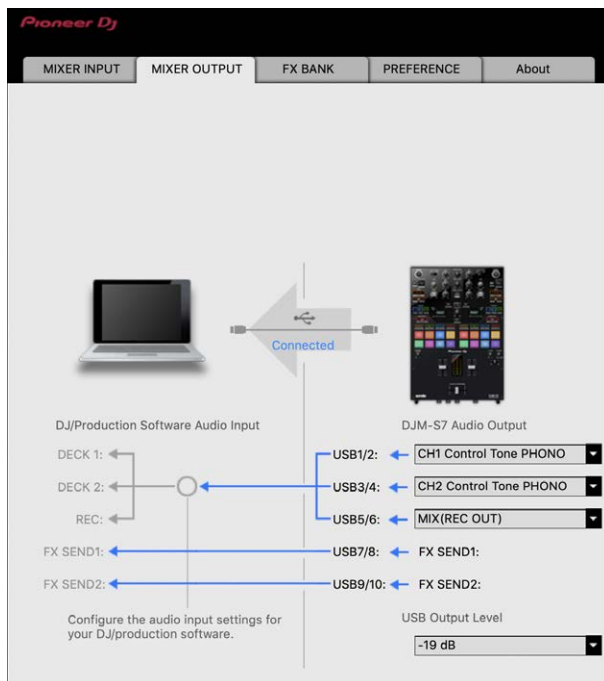 Pioneer Dj
MIXER INPUT
MIXER OUTPUT
FX BANK
PREFERENCE
About
Connected
DJ/Production Software Audio Input
DJM-S7 Audio Output
DECK 1:
USB1/2:
CH1 Control Tone PHONO
DECK 2:
USB3/4:
CH2 Control Tone PHONO
REC:
USB5/6:
MIX(REC OUT)
FX SEND1:
USB7/8:
FX SEND1:
FX SEND2:
USB9/10:
FX SEND2:
Configure the audio input settings for
your DJ/production software.
USB Output Level
-19 dB